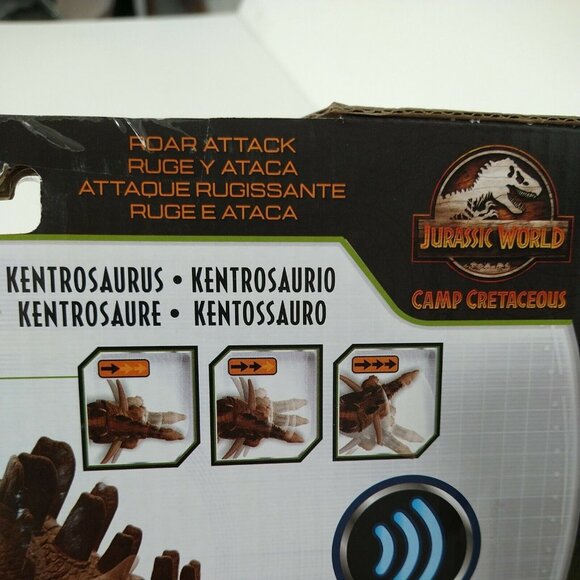 ROAR ATTACK
RUGE Y ATACA
ATTAQUE RUGISSANTE
RUGE E ATACA
JURASSIC WORLD
CAMP CRETACEOUS
KENTROSAURUS • KENTROSAURIO
KENTROSAURE • KENTOSSAURO